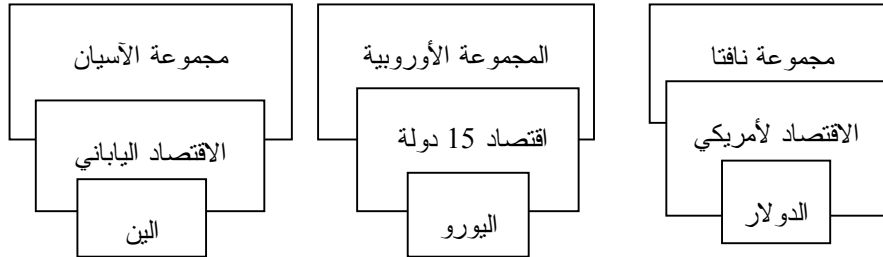 مجموعة نافتا
الاقتصاد لأمريكي
الدولار
المجموعة الأوروبية
اقتصاد 15 دولة
اليورو
مجموعة الآسيان
الاقتصاد الياباني
الين